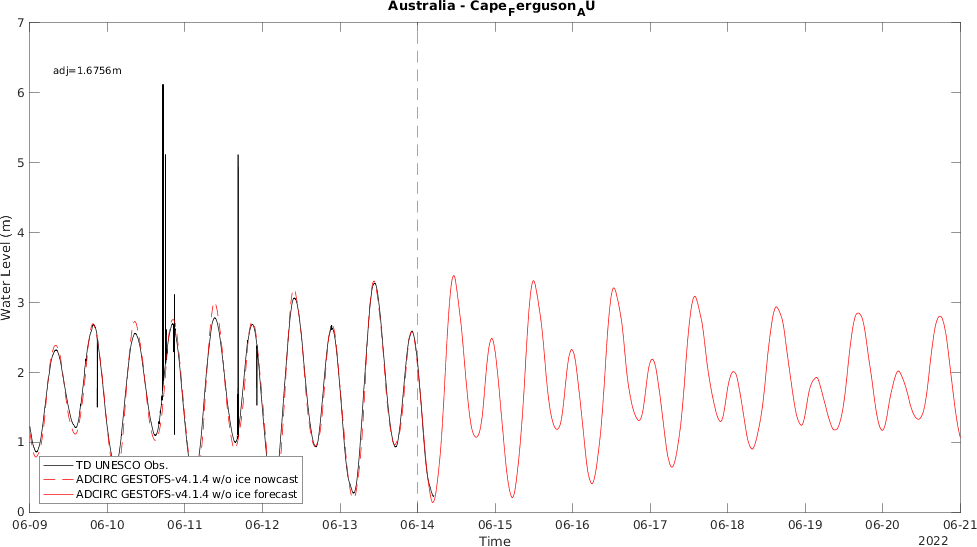 Australia - Cape_Ferguson_AU
adj=1.6756m
7
6
5
4
3
2
1
0
Water Level (m)
TD UNESCO Obs.
ADCIRC GESTOFS-v4.1.4 w/o ice nowcast
ADCIRC GESTOFS-v4.1.4 w/o ice forecast
06-09 06-10 06-11 06-12 06-13 06-14 06-15 06-16 06-17 06-18 06-19 06-20 06-21
Time
2022